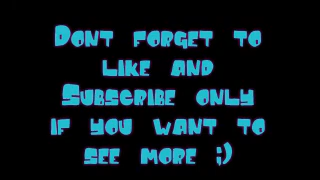 Dont forget to
like and
Subscribe only
if you want to
see more ;)